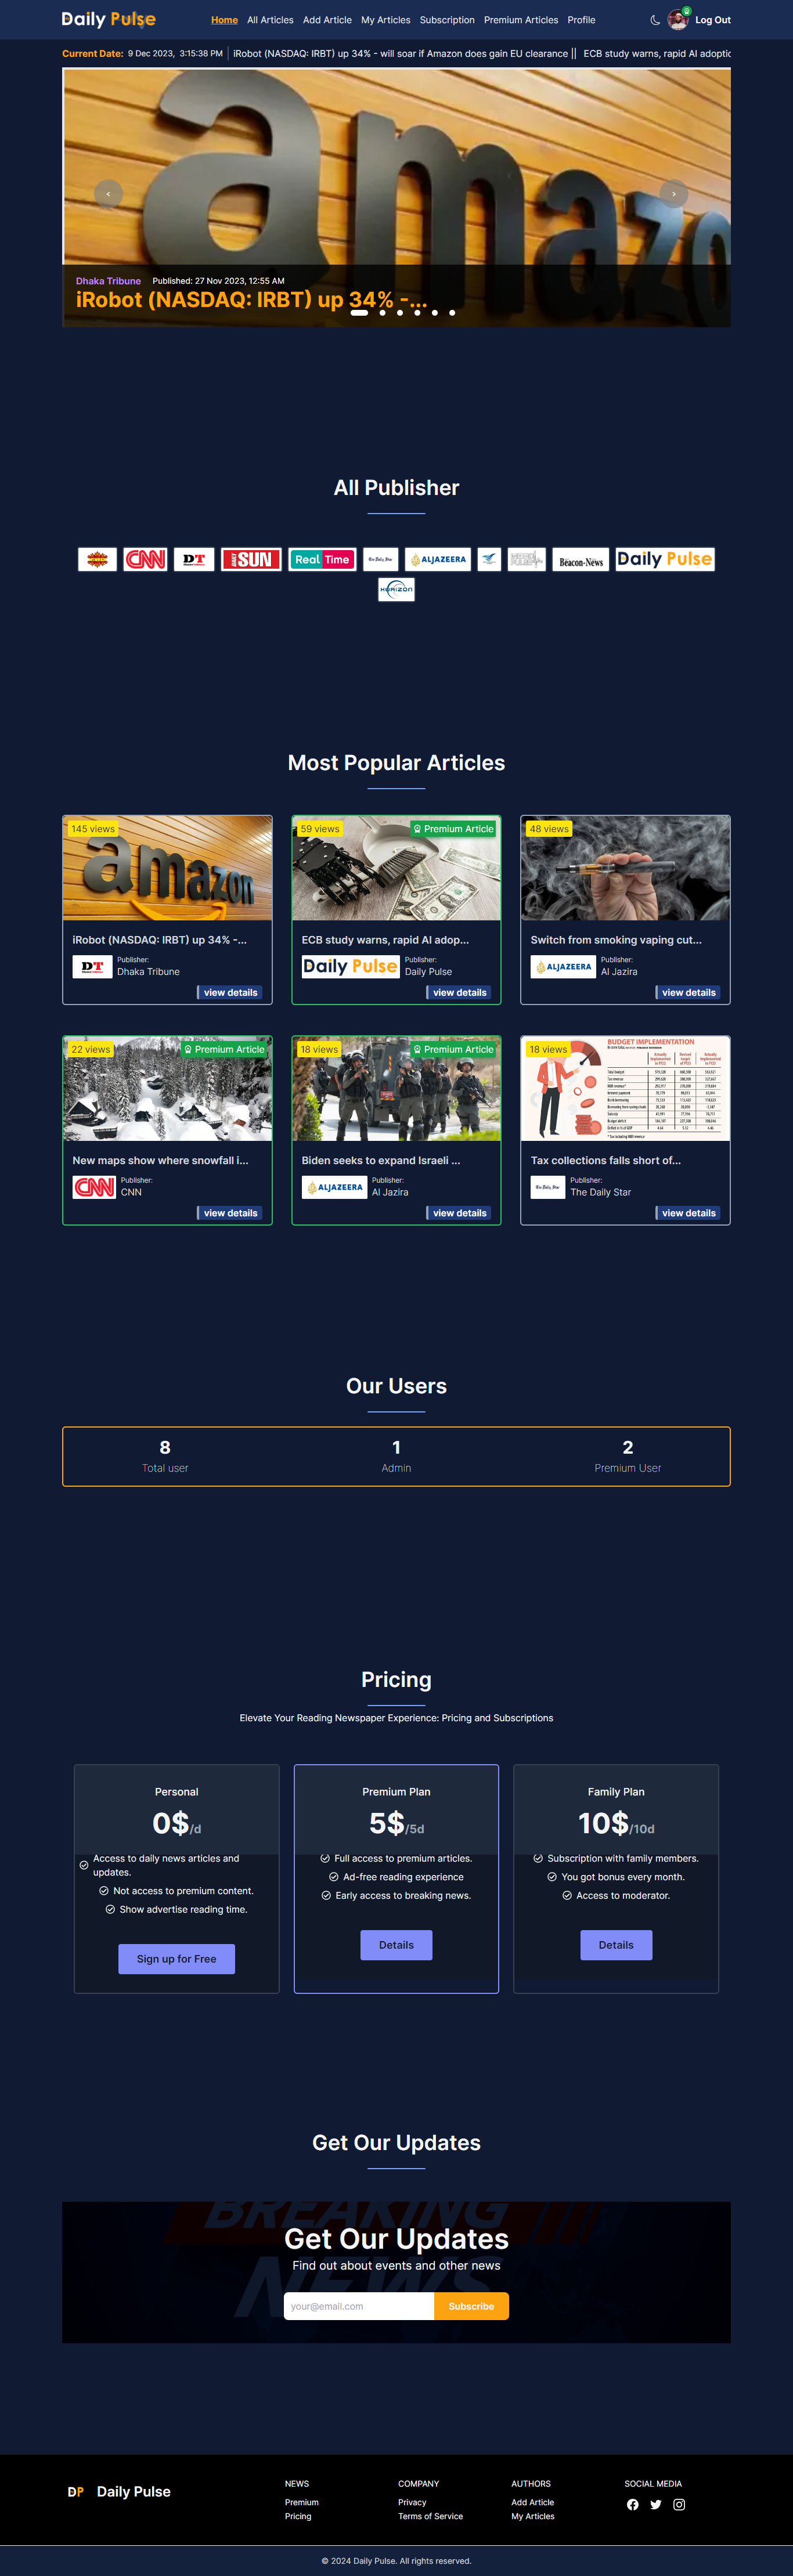 Daily Pulse
Home All Articles Add Article My Articles Subscription Premium Articles Profile
Log Out
Current Date: 9 Dec 2023, 3:15:38 PM
iRobot (NASDAQ: IRBT) up 34% - will soar if Amazon does gain EU clearance || ECB study warns, rapid AI adoptio
amazo
‹
›
Dhaka Tribune Published: 27 Nov 2023, 12:55 AM
iRobot (NASDAQ: IRBT) up 34% -...
All Publisher
CNN DT DAILY SUN Real Time The Daily Star ALJAZEERA Beacon-News Daily Pulse
HORIZON
Most Popular Articles
145 views
amazon
iRobot (NASDAQ: IRBT) up 34% -...
DT
Publisher:
Dhaka Tribune
view details
59 views
Premium Article
ECB study warns, rapid AI adop...
Daily Pulse
Publisher:
Daily Pulse
view details
48 views
Switch from smoking vaping cut...
ALJAZEERA
Publisher:
Al Jazira
view details
22 views
Premium Article
New maps show where snowfall i...
CNN
Publisher:
CNN
view details
18 views
Premium Article
Biden seeks to expand Israeli ...
ALJAZEERA
Publisher:
Al Jazira
view details
18 views
BUDGET IMPLEMENTATION
Tax collections falls short of...
The Daily Star
Publisher:
The Daily Star
view details
Our Users
8 1 2
Total user Admin Premium User
Pricing
Elevate Your Reading Newspaper Experience: Pricing and Subscriptions
Personal
0$/d
Access to daily news articles and
updates.
Not access to premium content.
Show advertise reading time.
Sign up for Free
Premium Plan
5$/5d
Full access to premium articles.
Ad-free reading experience
Early access to breaking news.
Details
Family Plan
10$/10d
Subscription with family members.
You got bonus every month.
Access to moderator.
Details
Get Our Updates
BREAKING
NEWS
Get Our Updates
Find out about events and other news
your@email.com
Subscribe
DP Daily Pulse
NEWS
Premium
Pricing
COMPANY
Privacy
Terms of Service
AUTHORS
Add Article
My Articles
SOCIAL MEDIA
© 2024 Daily Pulse. All rights reserved.